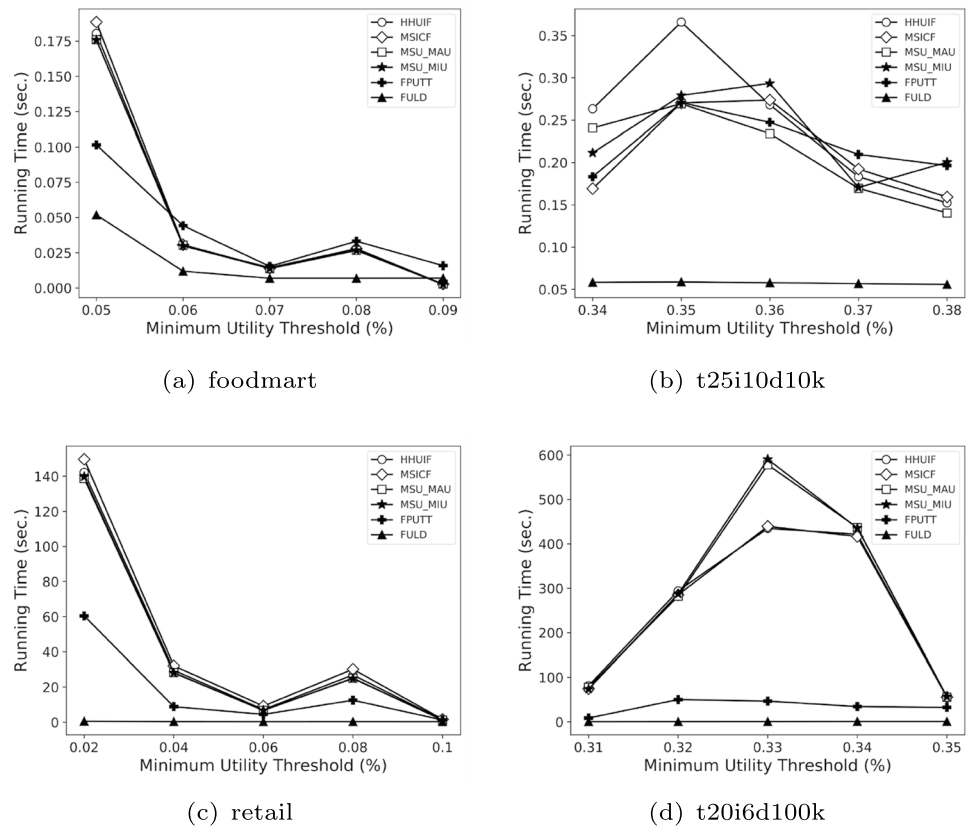 Running Time (sec.)
0.175
0.150
0.125
0.100
0.075
0.050
0.025
0.000
HHUIF
MSICF
MSU_MAU
MSU_MIU
FPUTT
FULD
0.05 0.06 0.07 0.08 0.09
Minimum Utility Threshold (%)
(a) foodmart
Running Time (sec.)
0.35
0.30
0.25
0.20
0.15
0.10
0.05
HHUIF
MSICF
MSU_MAU
MSU_MIU
FPUTT
FULD
0.34 0.35 0.36 0.37 0.38
Minimum Utility Threshold (%)
(b) t25i10d10k
Running Time (sec.)
140
120
100
80
60
40
20
0
HHUIF
MSICF
MSU_MAU
MSU_MIU
FPUTT
FULD
0.02 0.04 0.06 0.08 0.1
Minimum Utility Threshold (%)
(c) retail
Running Time (sec.)
600
500
400
300
200
100
0
HHUIF
MSICF
MSU_MAU
MSU_MIU
FPUTT
FULD
0.31 0.32 0.33 0.34 0.35
Minimum Utility Threshold (%)
(d) t20i6d100k